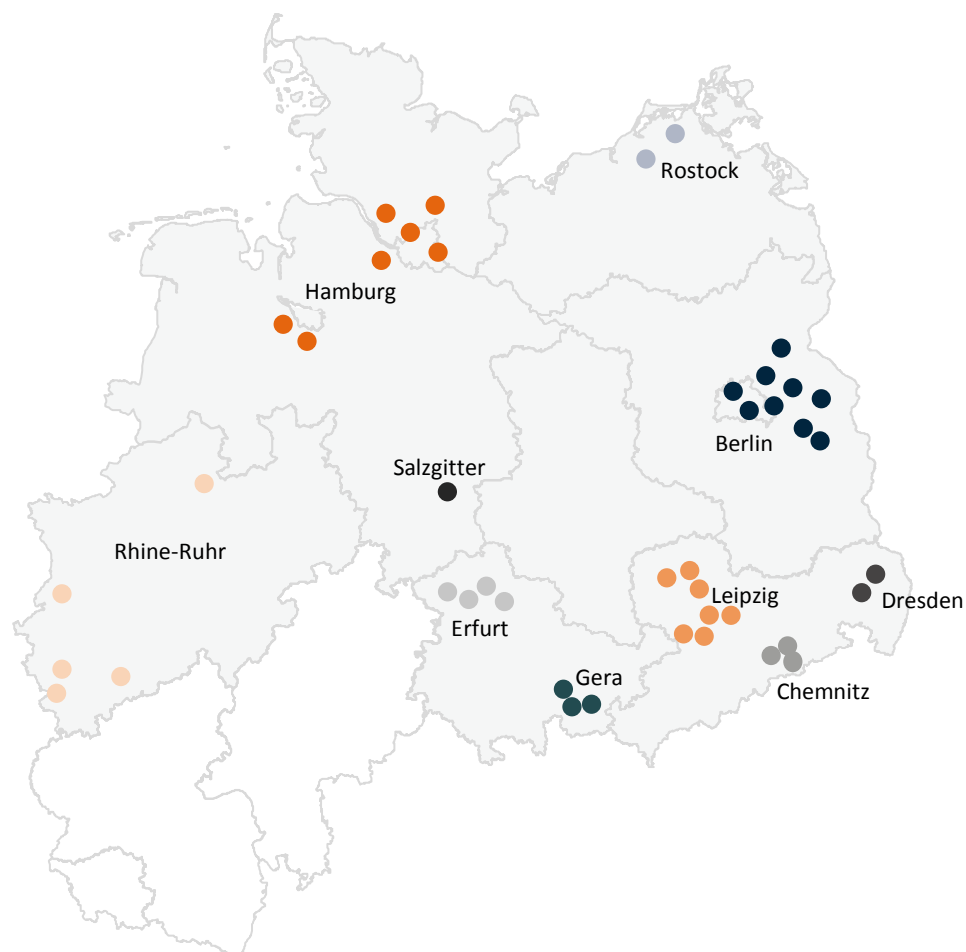 Rostock
Hamburg
Berlin
Salzgitter
Rhine-Ruhr
Leipzig
Dresden
Erfurt
Gera
Chemnitz